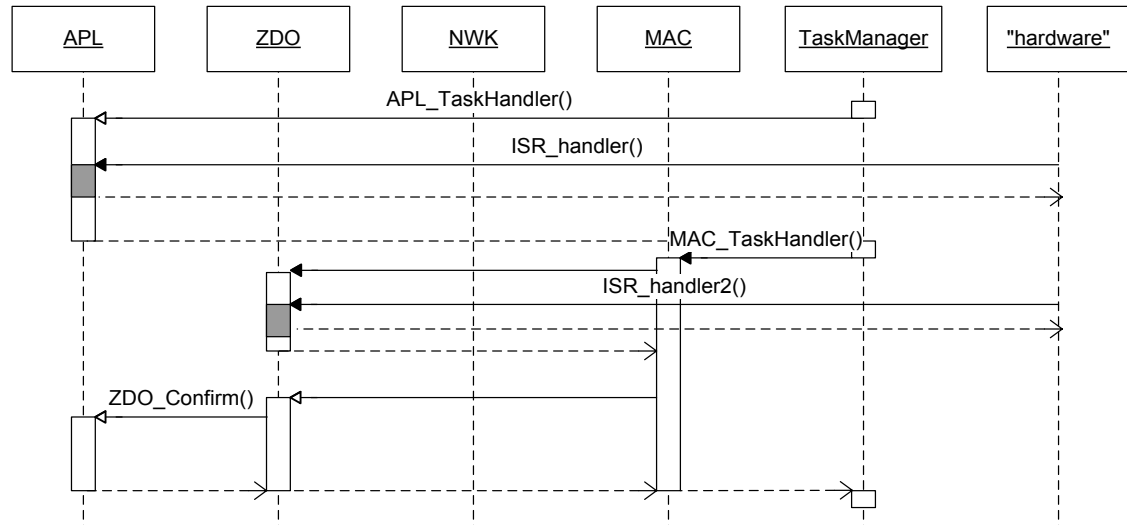 APL
ZDO
NWK
MAC
TaskManager
"hardware"
APL_TaskHandler()
ISR_handler()
MAC_TaskHandler()
ISR_handler2()
ZDO_Confirm()